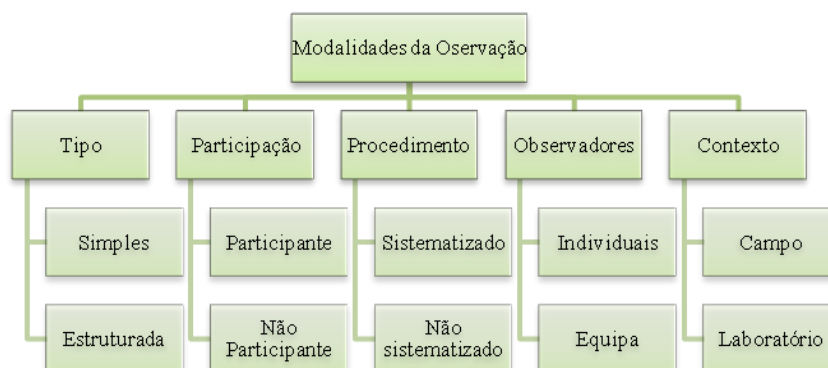 Modalidades da Oservação
Tipo
Participação
Procedimento
Observadores
Contexto
Simples
Participante
Sistematizado
Individuais
Campo
Estruturada
Não
Participante
Não
sistematizado
Equipa
Laboratório